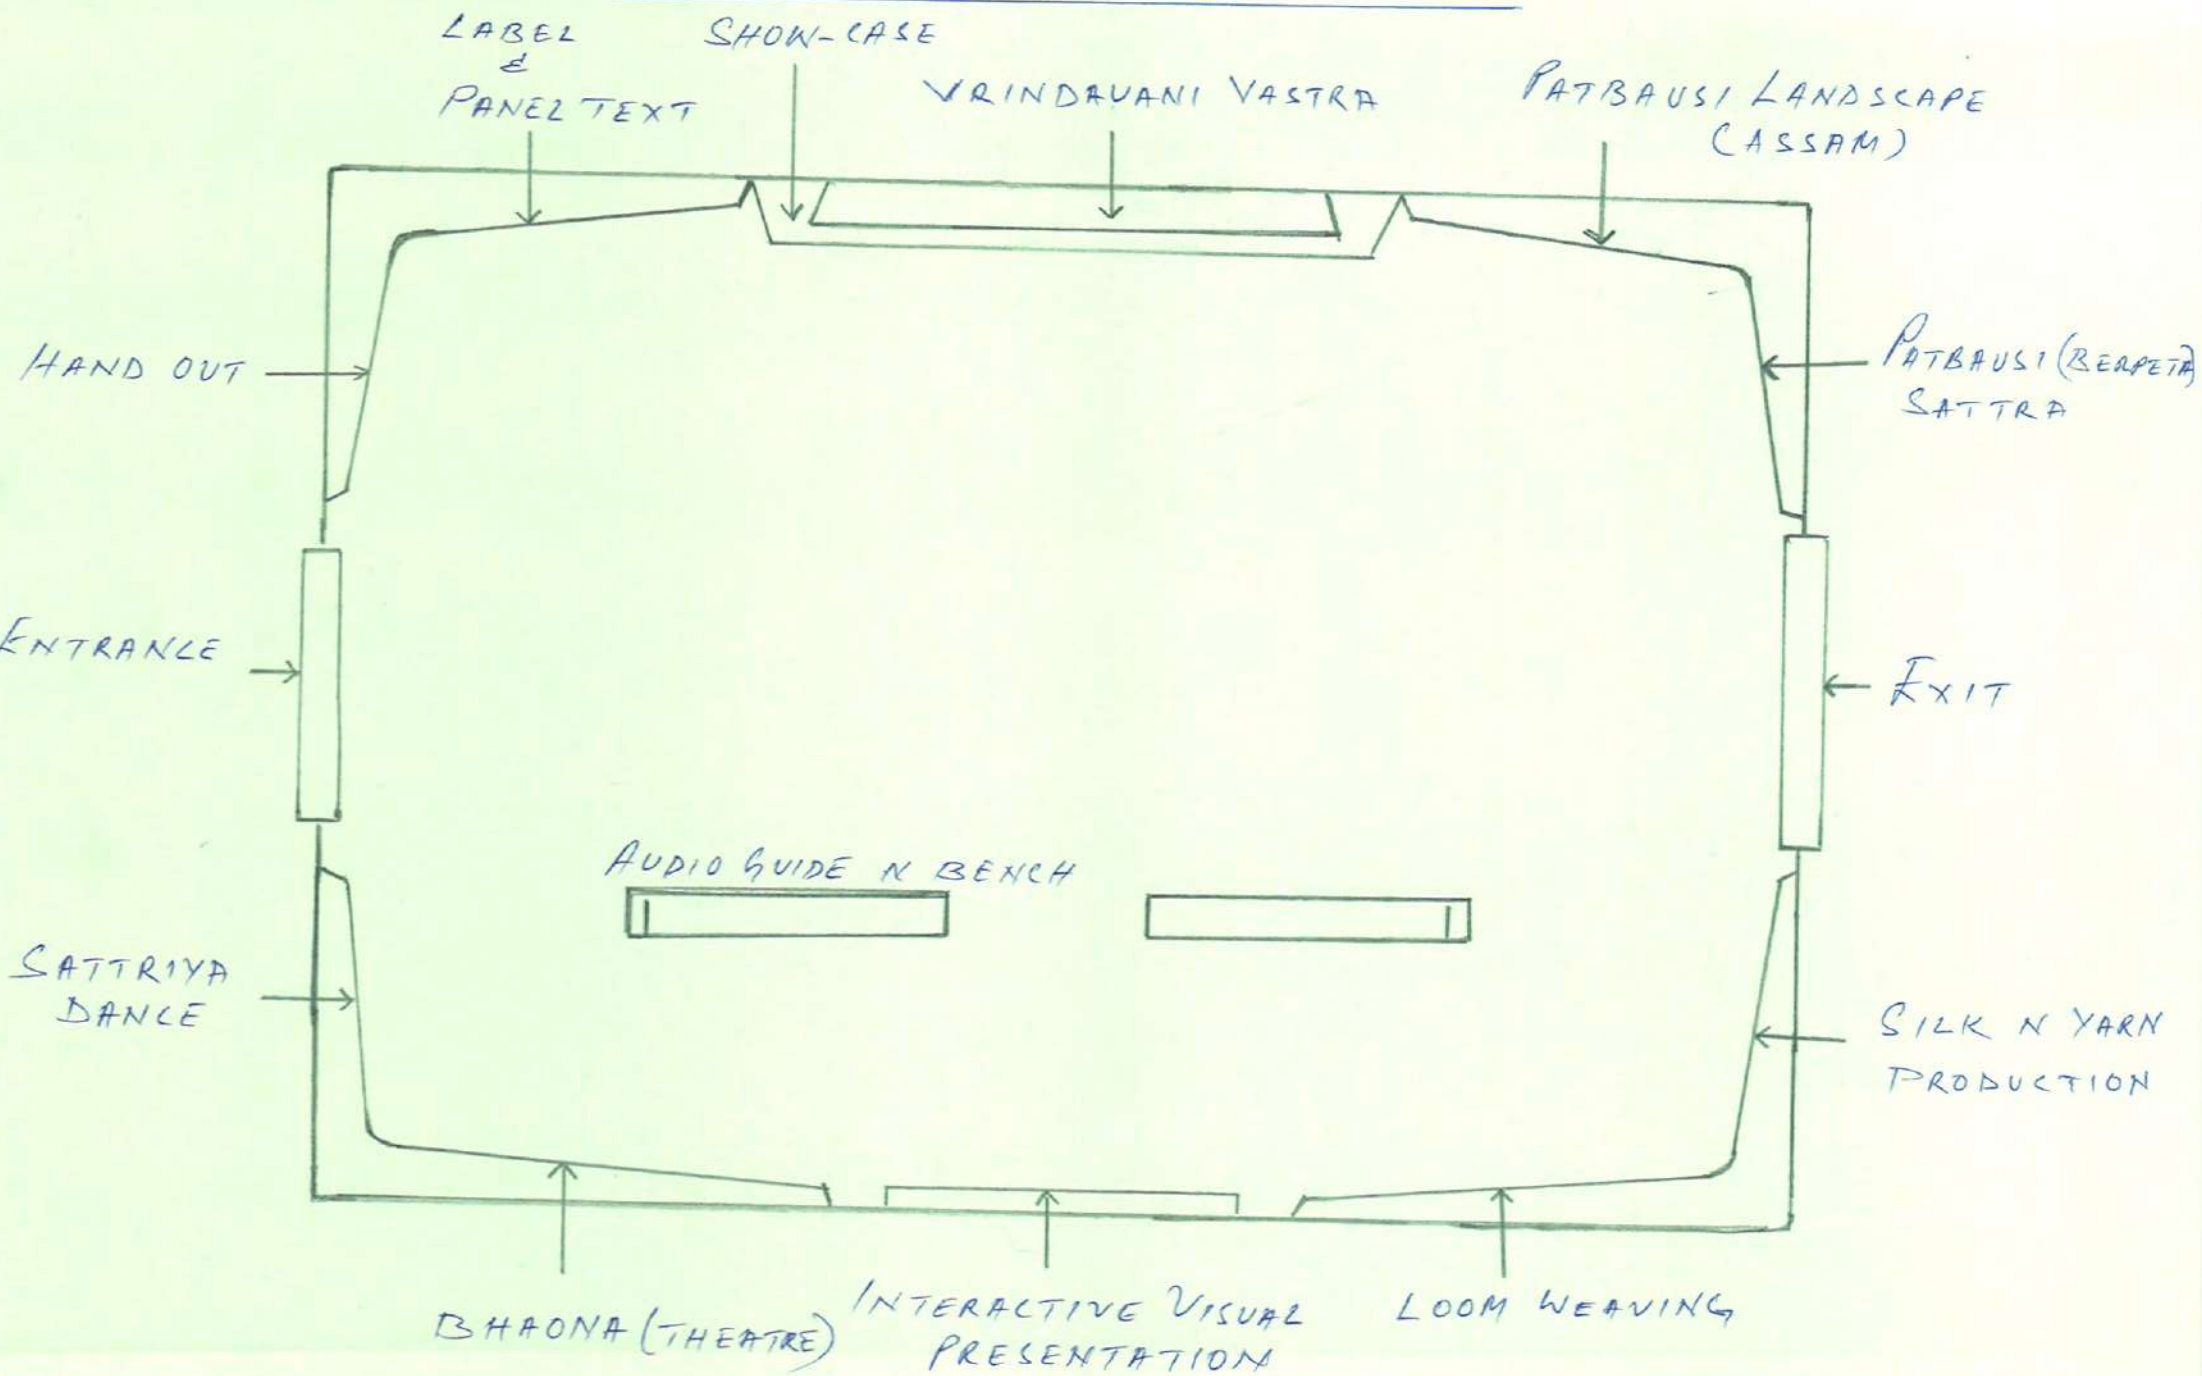 LABEL
&
PANEL TEXT
SHOW-CASE
VRINDAVANI VASTRA
PATBAUSI LANDSCAPE
(ASSAM)
HAND OUT
PATBAUSI (BERPETA)
SATTRA
ENTRANCE
EXIT
AUDIO GUIDE N BENCH
SATTRIYA
DANCE
SILK N YARN
PRODUCTION
BHAONA (THEATRE)
INTERACTIVE VISUAL
PRESENTATION
LOOM WEAVING